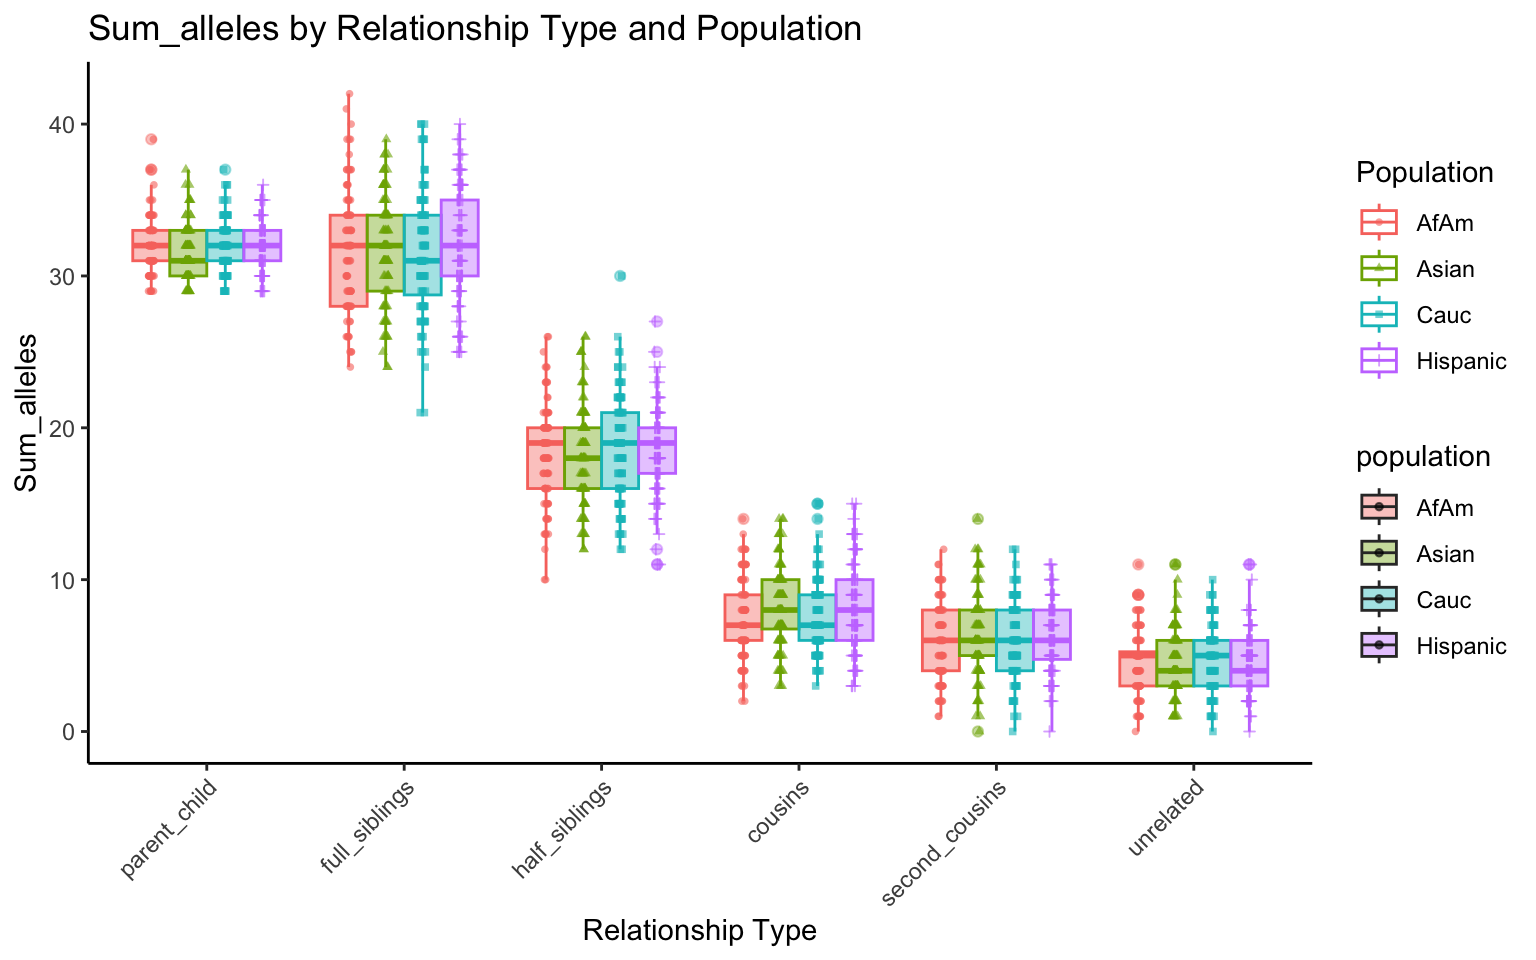 Sum_alleles by Relationship Type and Population
Sum_alleles
40
30
20
10
0
parent_child
full_siblings
half_siblings
cousins
second_cousins
unrelated
Relationship Type
Population
AfAm
Asian
Cauc
Hispanic
population
AfAm
Asian
Cauc
Hispanic